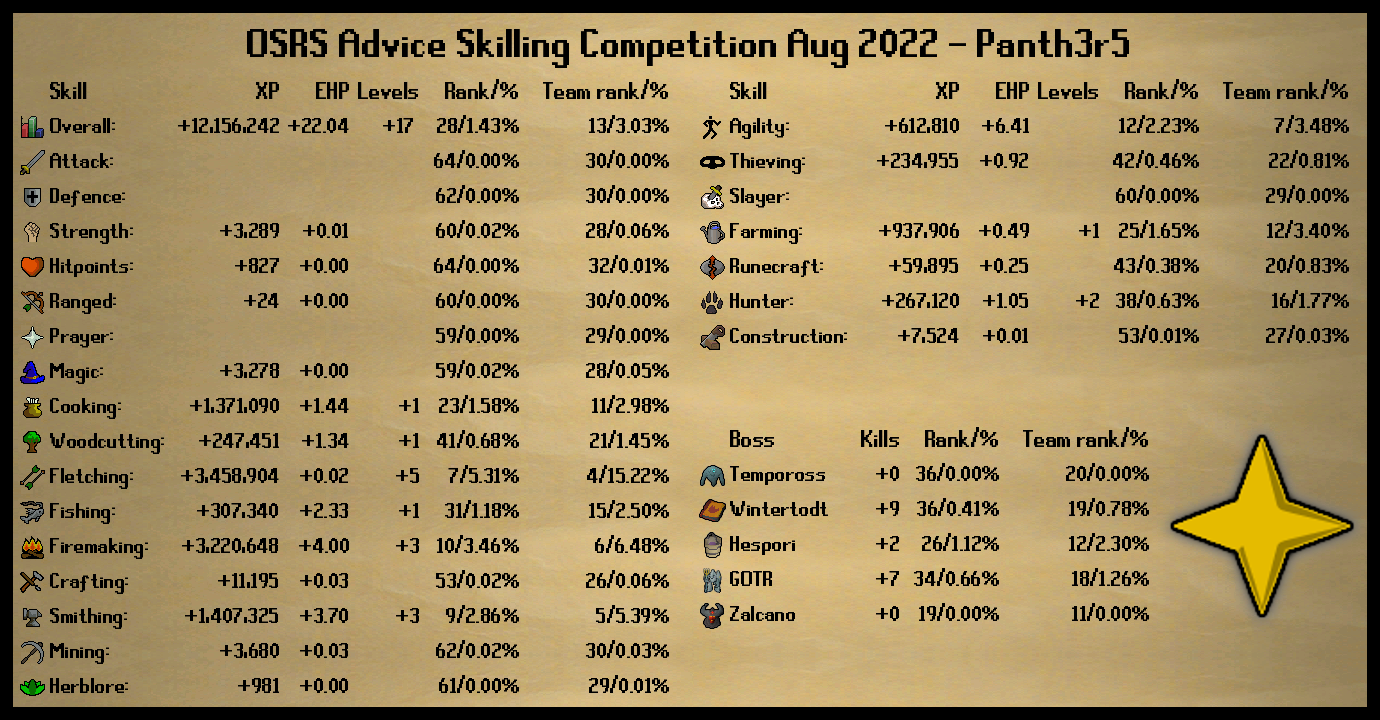 OSRS Advice Skilling Competition Aug 2022 - Panth3r5
Skill XP EHP Levels Rank/% Team rank/%
Overall: +12,156,242 +22.04 +17 28/1.43% 13/3.03%
Attack: 64/0.00% 30/0.00%
Defence: 62/0.00% 30/0.00%
Strength: +3,289 +0.01 60/0.02% 28/0.06%
Hitpoints: +827 +0.00 64/0.00% 32/0.01%
Ranged: +24 +0.00 60/0.00% 30/0.00%
Prayer: 59/0.00% 29/0.00%
Magic: +3,278 +0.00 59/0.02% 28/0.05%
Cooking: +1,371,090 +1.44 +1 23/1.58% 11/2.98%
Woodcutting: +247,451 +1.34 +1 41/0.68% 21/1.45%
Fletching: +3,458,904 +0.02 +5 7/5.31% 4/15.22%
Fishing: +307,340 +2.33 +1 31/1.18% 15/2.50%
Firemaking: +3,220,648 +4.00 +3 10/3.46% 6/6.48%
Crafting: +11,195 +0.03 53/0.02% 26/0.06%
Smithing: +1,407,325 +3.70 +3 9/2.86% 5/5.39%
Mining: +3,680 +0.03 62/0.02% 30/0.03%
Herblore: +981 +0.00 61/0.00% 29/0.01%
Skill XP EHP Levels Rank/% Team rank/%
Agility: +612,810 +6.41 12/2.23% 7/3.48%
Thieving: +234,955 +0.92 42/0.46% 22/0.81%
Slayer: 60/0.00% 29/0.00%
Farming: +937,906 +0.49 +1 25/1.65% 12/3.40%
Runecraft: +59,895 +0.25 43/0.38% 20/0.83%
Hunter: +267,120 +1.05 +2 38/0.63% 16/1.77%
Construction: +7,524 +0.01 53/0.01% 27/0.03%
Boss Kills Rank/% Team rank/%
Tempoross +0 36/0.00% 20/0.00%
Wintertodt +9 36/0.41% 19/0.78%
Hespori +2 26/1.12% 12/2.30%
GOTR +7 34/0.66% 18/1.26%
Zalcano +0 19/0.00% 11/0.00%